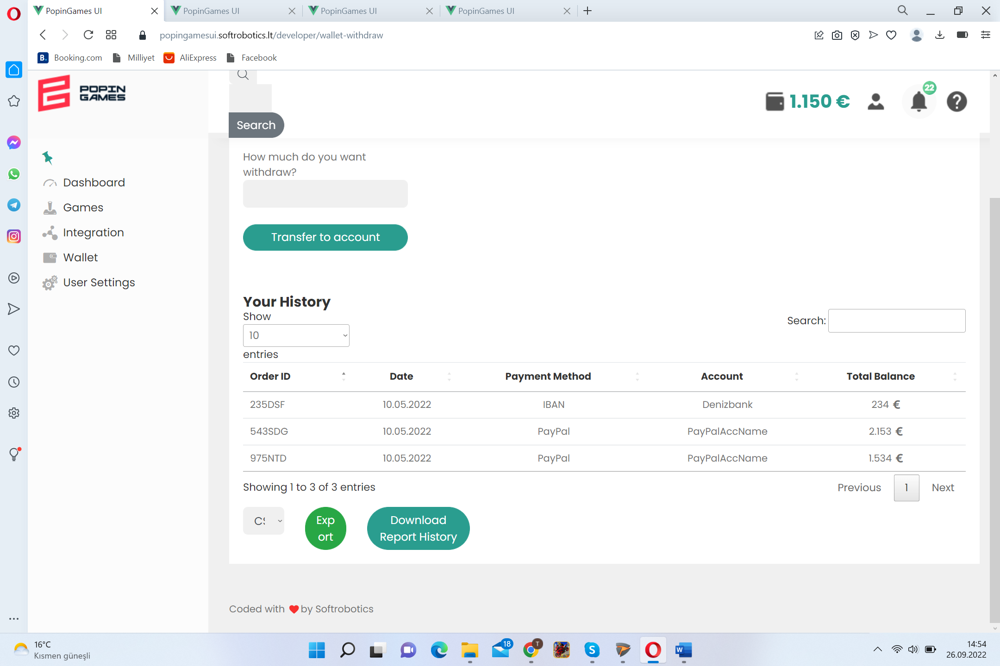 PopinGames UI
PopinGames UI
PopinGames UI
PopinGames UI
popingamesui.softrobotics.lt/developer/wallet-withdraw
B. Booking.com
Milliyet
AliExpress
Facebook
POPIN
GAMES
Search
1.150 €
22
Dashboard
Games
Integration
Wallet
User Settings
How much do you want
withdraw?
Transfer to account
Your History
Show
10
entries
Search:
Order ID Date Payment Method Account Total Balance
235DSF 10.05.2022 IBAN Denizbank 234 €
543SDG 10.05.2022 PayPal PayPalAccName 2.153 €
975NTD 10.05.2022 PayPal PayPalAccName 1.534 €
Showing 1 to 3 of 3 entries
Previous 1 Next
Exp
ort
Download
Report History
Coded with by Softrobotics
16°C
Kısmen güneşli
18
T
S
W
14:54
26.09.2022